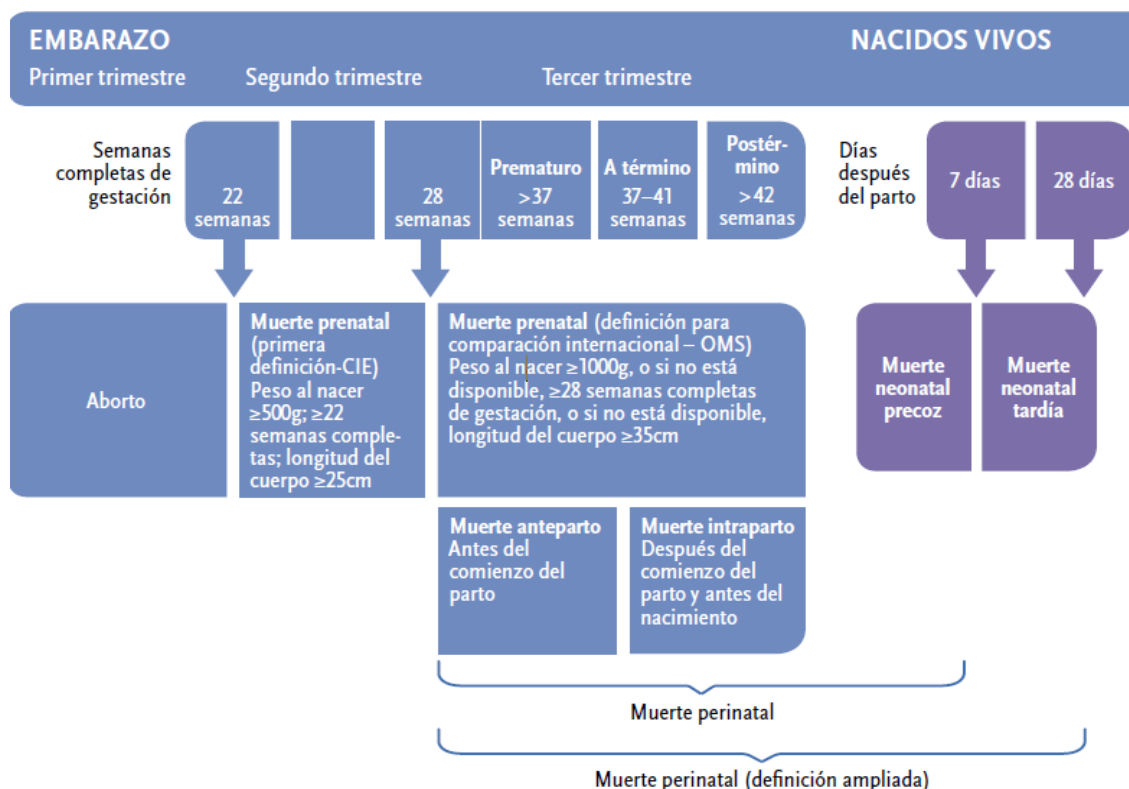 EMBARAZO
NACIDOS VIVOS
Primer trimestre
Segundo trimestre
Tercer trimestre
Semanas
completas de
gestación
22
semanas
28
semanas
Prematuro
>37
semanas
A término
37–41
semanas
Postér-
mino
>42
semanas
Días
después
del parto
7 días
28 días
Aborto
Muerte prenatal
(primera
definición-CIE)
Peso al nacer
≥500g; ≥22
semanas comple-
tas; longitud del
cuerpo ≥25cm
Muerte prenatal (definición para
comparación internacional – OMS)
Peso al nacer ≥1000g, o si no está
disponible, ≥28 semanas completas
de gestación, o si no está disponible,
longitud del cuerpo ≥35cm
Muerte
neonatal
precoz
Muerte
neonatal
tardía
Muerte anteparto
Antes del
comienzo del
parto
Muerte intraparto
Después del
comienzo del
parto y antes del
nacimiento
Muerte perinatal
Muerte perinatal (definición ampliada)